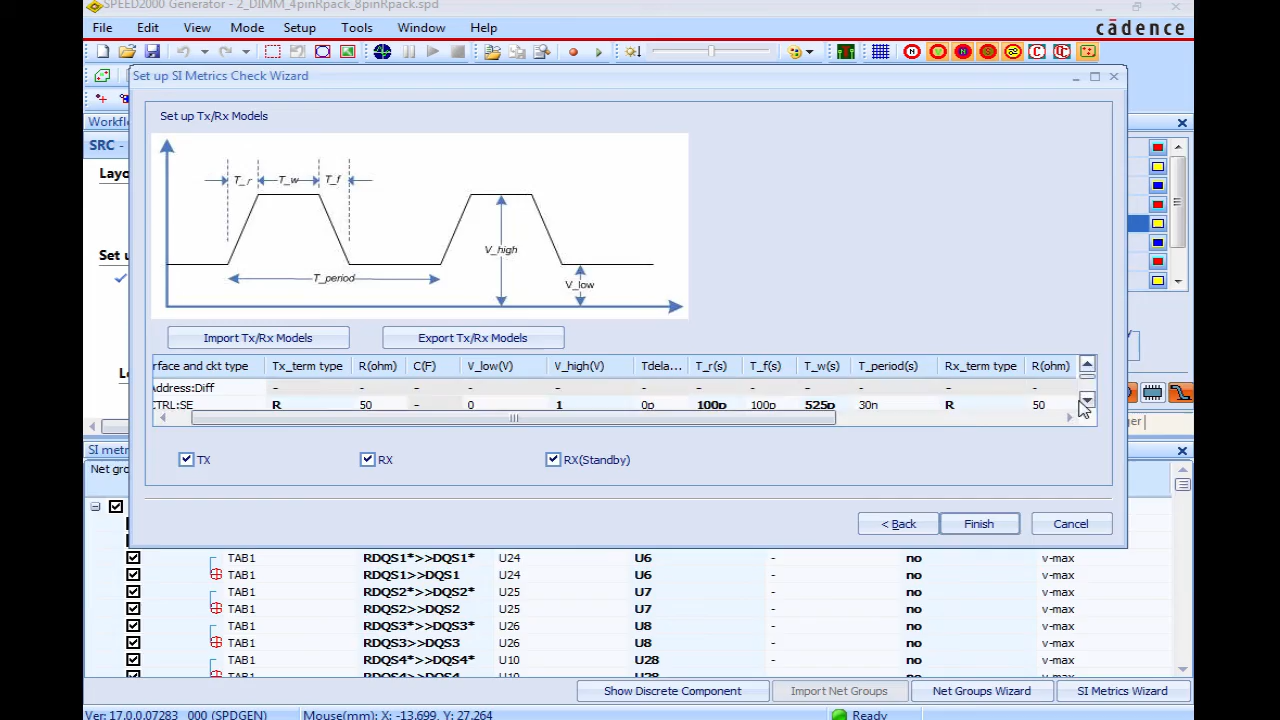 SPEED2000 Generator - 2_DIMM_4pinRpack_8pinRpack.spd
File Edit View Mode Setup Tools Window Help
cādence
Set up SI Metrics Check Wizard
Workflo
SRC -
Layo
Set u
Lo
Set up Tx/Rx Models
T_r T_w T_f
V_high
T_period
V_low
Import Tx/Rx Models Export Tx/Rx Models
rface and ckt type Tx_term type R(ohm) C(F) V_low(V) V_high(V) Tdela... T_r(s) T_f(s) T_w(s) T_period(s) Rx_term type R(ohm)
Address:Diff - - - - - - - - - - - -
CTRL:SE R 50 - 0 1 0p 100p 100p 525p 30n R 50
ger
SI metri
TX RX RX(Standby)
Net gro
< Back Finish Cancel
TAB1 RDQS1*>>DQS1* U24 U6 - no v-max
TAB1 RDQS1>>DQS1 U24 U6 - no v-max
TAB1 RDQS2*>>DQS2* U25 U7 - no v-max
TAB1 RDQS2>>DQS2 U25 U7 - no v-max
TAB1 RDQS3*>>DQS3* U26 U8 - no v-max
TAB1 RDQS3>>DQS3 U26 U8 - no v-max
TAB1 RDQS4*>>DQS4* U10 U28 - no v-max
Show Discrete Component Import Net Groups Net Groups Wizard SI Metrics Wizard
Ver: 17.0.0.07283_000 (SPDGEN) Mouse(mm): X: -13.699, Y: 27.264 Ready